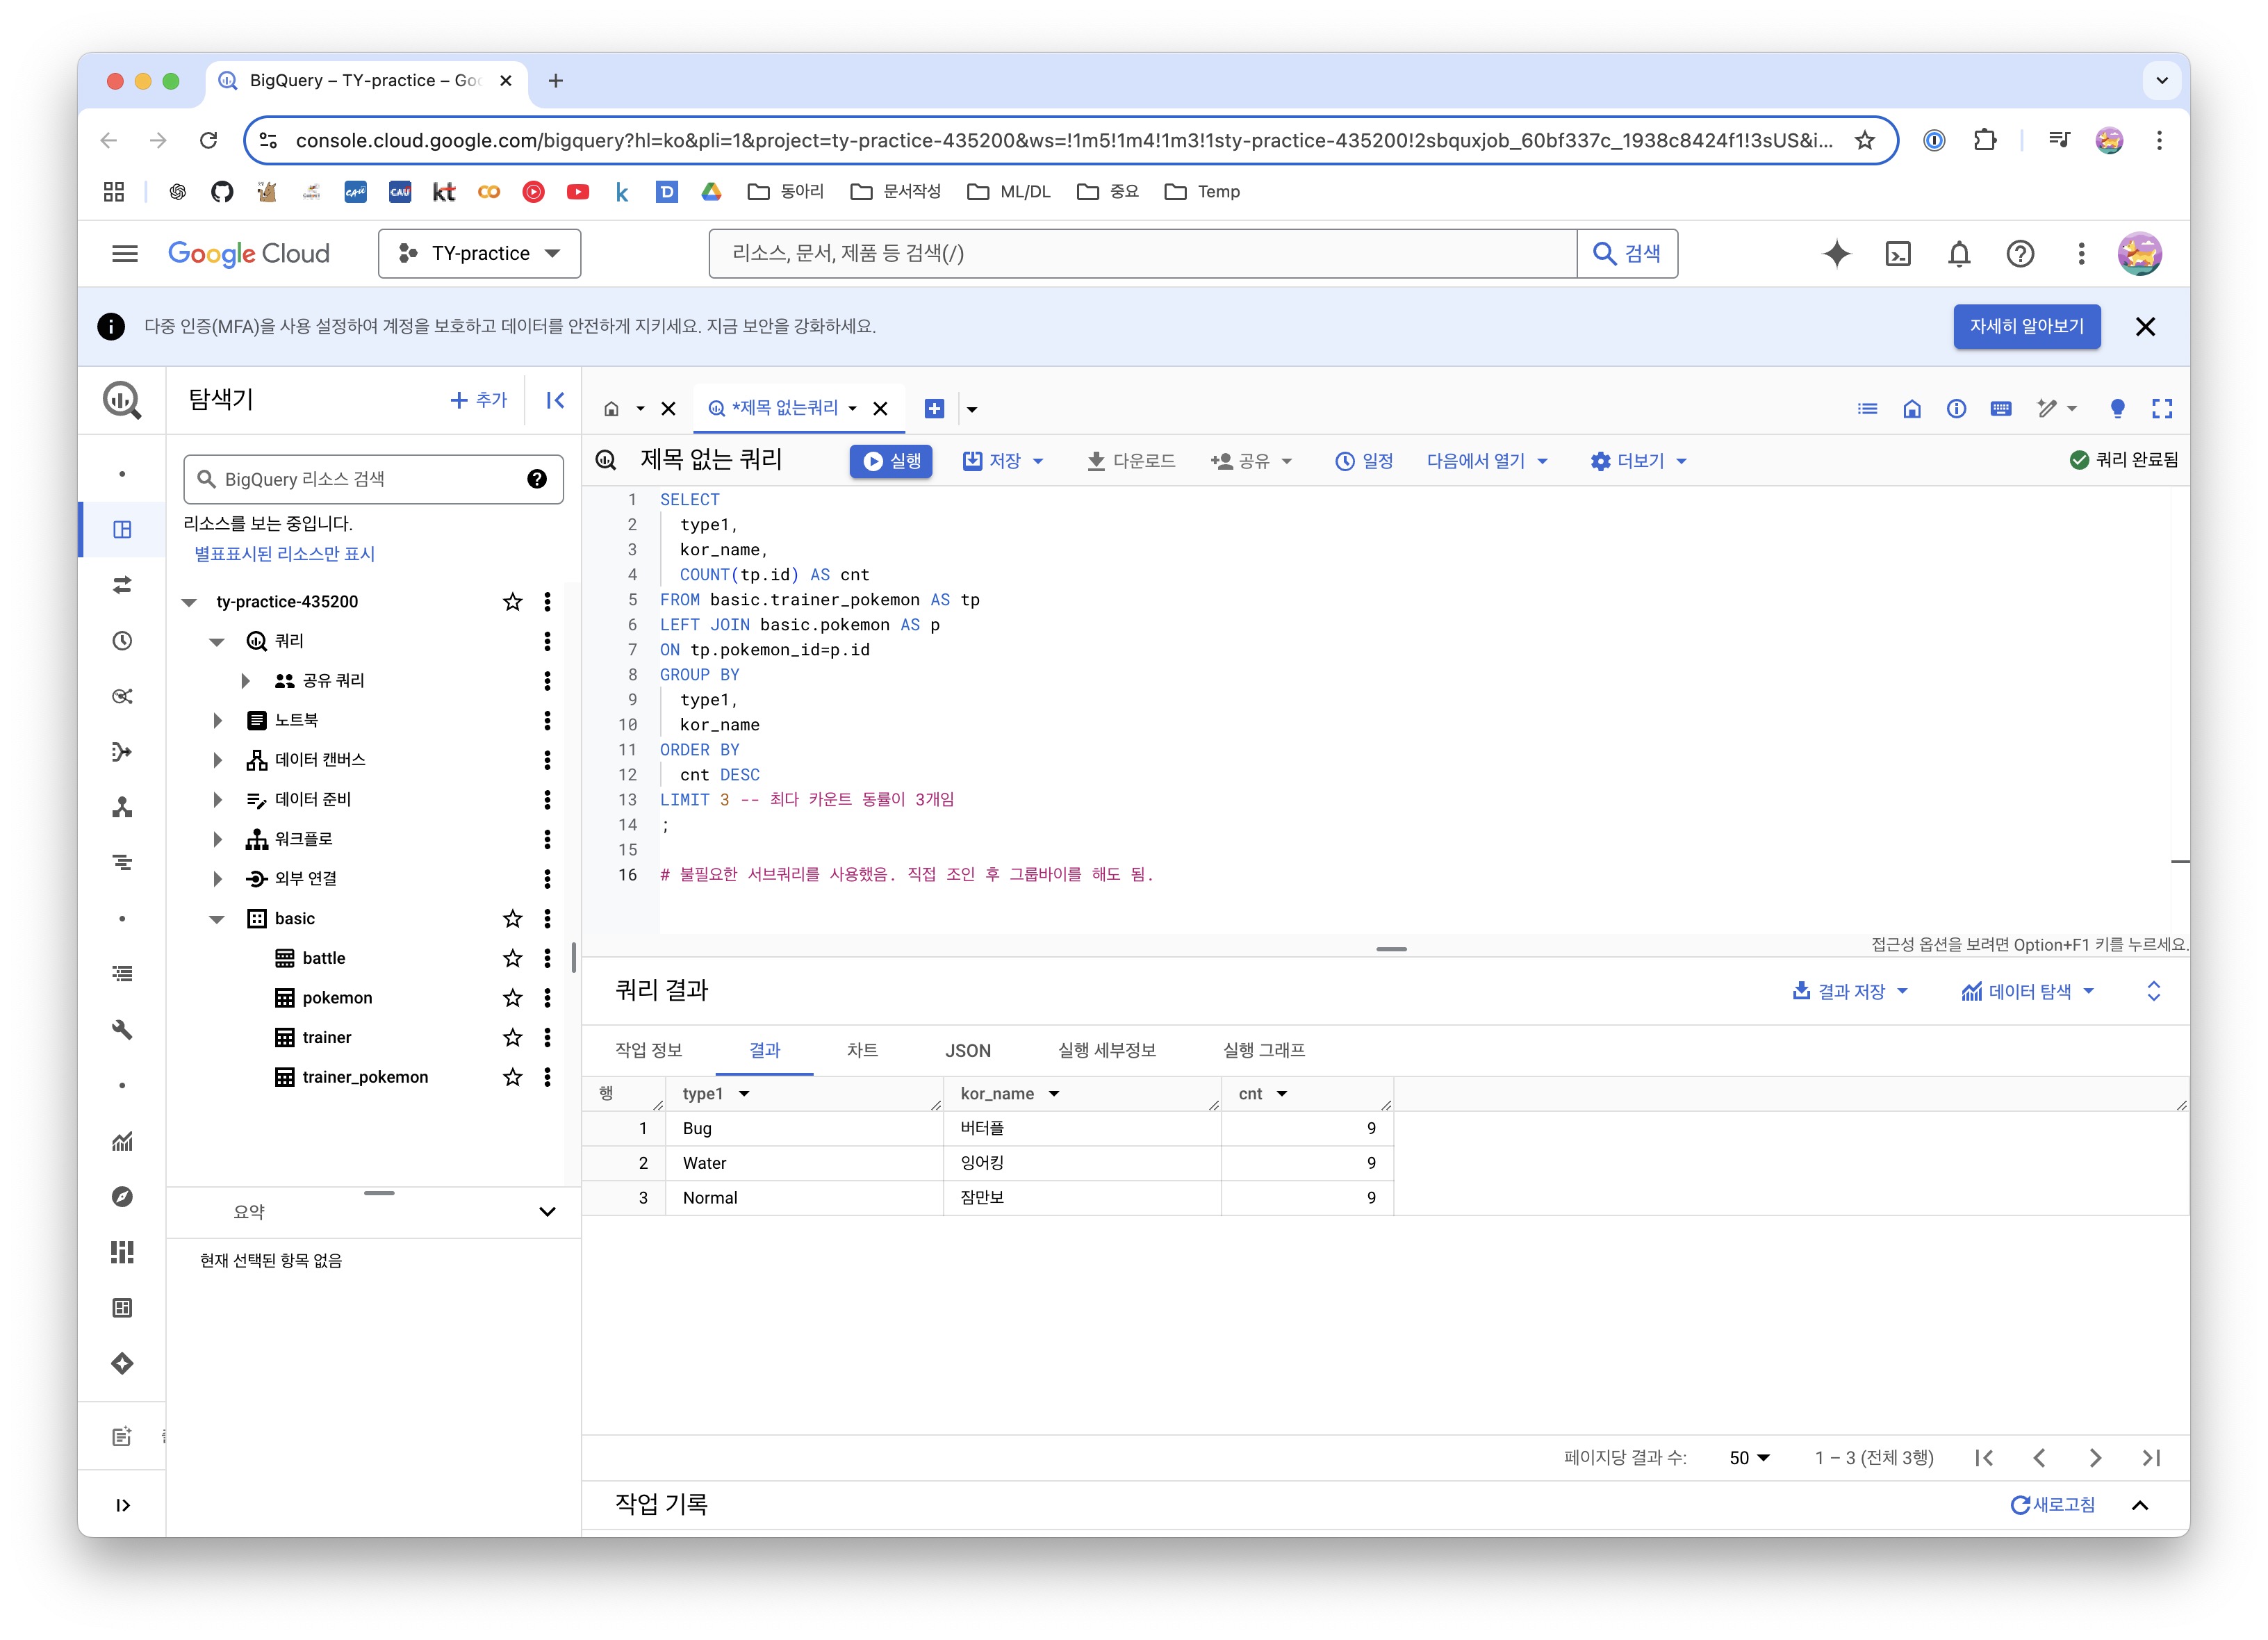 BigQuery – TY-practice – Goo
console.cloud.google.com/bigquery?hl=ko&pli=1&project=ty-practice-435200&ws=!1m5!1m4!1m3!1sty-practice-435200!2sbquxjob_60bf337c_1938c8424f1!3sUS&i...
CAU
CAU
kt
k
D
동아리
문서작성
ML/DL
중요
Temp
Google Cloud
TY-practice
리소스, 문서, 제품 등 검색(/)
검색
다중 인증(MFA)을 사용 설정하여 계정을 보호하고 데이터를 안전하게 지키세요. 지금 보안을 강화하세요.
자세히 알아보기
탐색기
추가
*제목 없는쿼리
BigQuery 리소스 검색
리소스를 보는 중입니다.
별표표시된 리소스만 표시
ty-practice-435200
쿼리
공유 쿼리
노트북
데이터 캔버스
데이터 준비
워크플로
외부 연결
basic
battle
pokemon
trainer
trainer_pokemon
요약
현재 선택된 항목 없음
제목 없는 쿼리
실행
저장
다운로드
공유
일정
다음에서 열기
더보기
쿼리 완료됨
1 SELECT
2 type1,
3 kor_name,
4 COUNT(tp.id) AS cnt
5 FROM basic.trainer_pokemon AS tp
6 LEFT JOIN basic.pokemon AS p
7 ON tp.pokemon_id=p.id
8 GROUP BY
9 type1,
10 kor_name
11 ORDER BY
12 cnt DESC
13 LIMIT 3 -- 최다 카운트 동률이 3개임
14 ;
15
16 # 불필요한 서브쿼리를 사용했음. 직접 조인 후 그룹바이를 해도 됨.
접근성 옵션을 보려면 Option+F1 키를 누르세요.
쿼리 결과
결과 저장
데이터 탐색
작업 정보
결과
차트
JSON
실행 세부정보
실행 그래프
행 type1 kor_name cnt
1 Bug 버터플 9
2 Water 잉어킹 9
3 Normal 잠만보 9
페이지당 결과 수:
50
1 – 3 (전체 3행)
작업 기록
새로고침